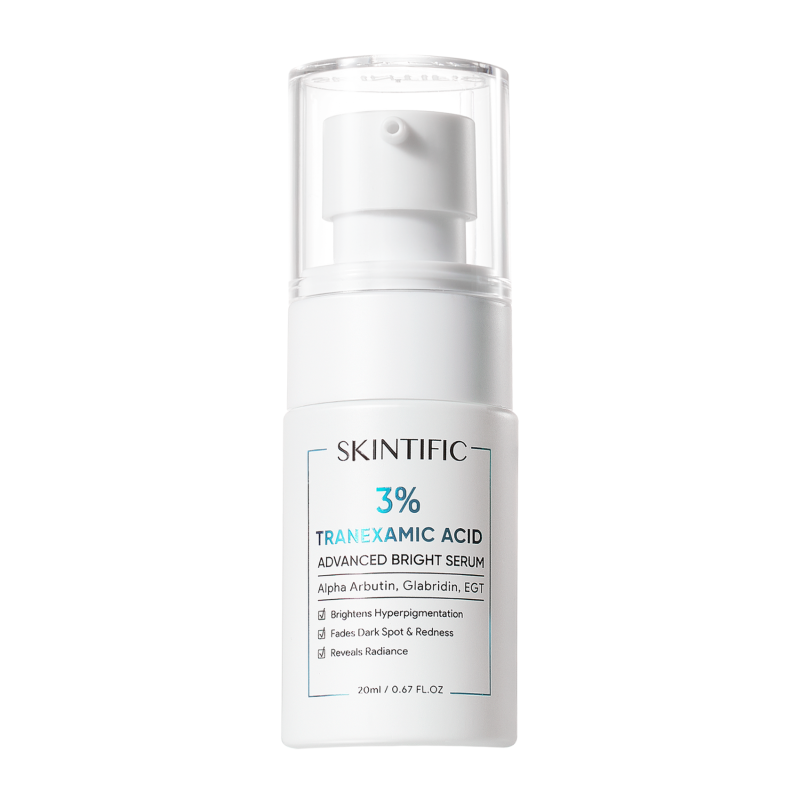 SKINTIFIC
3%
TRANEXAMIC ACID
ADVANCED BRIGHT SERUM
Alpha Arbutin, Glabridin, EGT
☑ Brightens Hyperpigmentation
☑ Fades Dark Spot & Redness
☑ Reveals Radiance
20ml / 0.67 FL.OZ